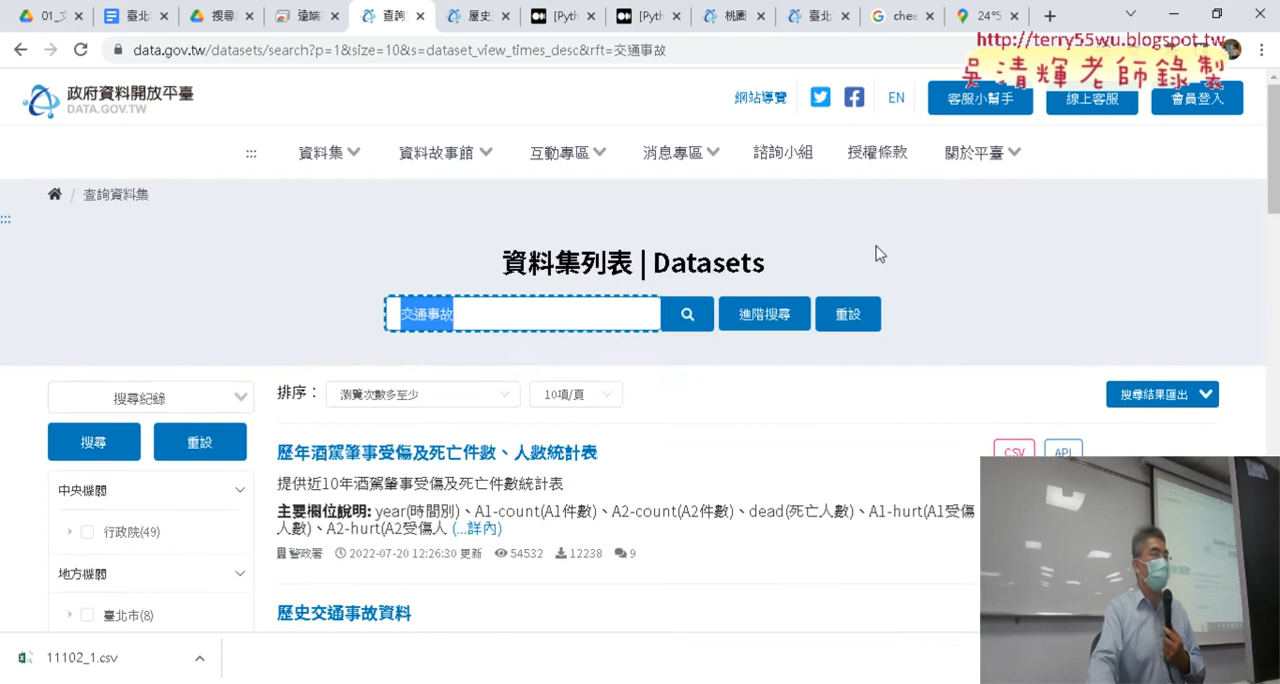 01_文
臺北
搜尋
遠端
查詢
歷史
[Pyth
[Pyth
桃園
臺北
chee
24°5
data.gov.tw/datasets/search?p=1&size=10&s=dataset_view_times_desc&rft=交通事故
http://terry55wu.blogspot.tw
吳清輝老師錄製
政府資料開放平臺
DATA.GOV.TW
網站導覽
EN
客服小幫手
線上客服
會員登入
:::
資料集
資料故事館
互動專區
消息專區
諮詢小組
授權條款
關於平臺
/ 查詢資料集
:::
資料集列表 | Datasets
交通事故
進階搜尋
重設
搜尋紀錄
排序：
瀏覽次數多至少
10項/頁
搜尋結果匯出
搜尋
重設
歷年酒駕肇事受傷及死亡件數、人數統計表
CSV
API
中央機關
提供近10年酒駕肇事受傷及死亡件數統計表
主要欄位說明: year(時間別)、A1-count(A1件數)、A2-count(A2件數)、dead(死亡人數)、A1-hurt(A1受傷
人數)、A2-hurt(A2受傷人 (...詳內)
行政院(49)
警政署
2022-07-20 12:26:30 更新
54532
12238
9
地方機關
臺北市(8)
歷史交通事故資料
11102_1.csv